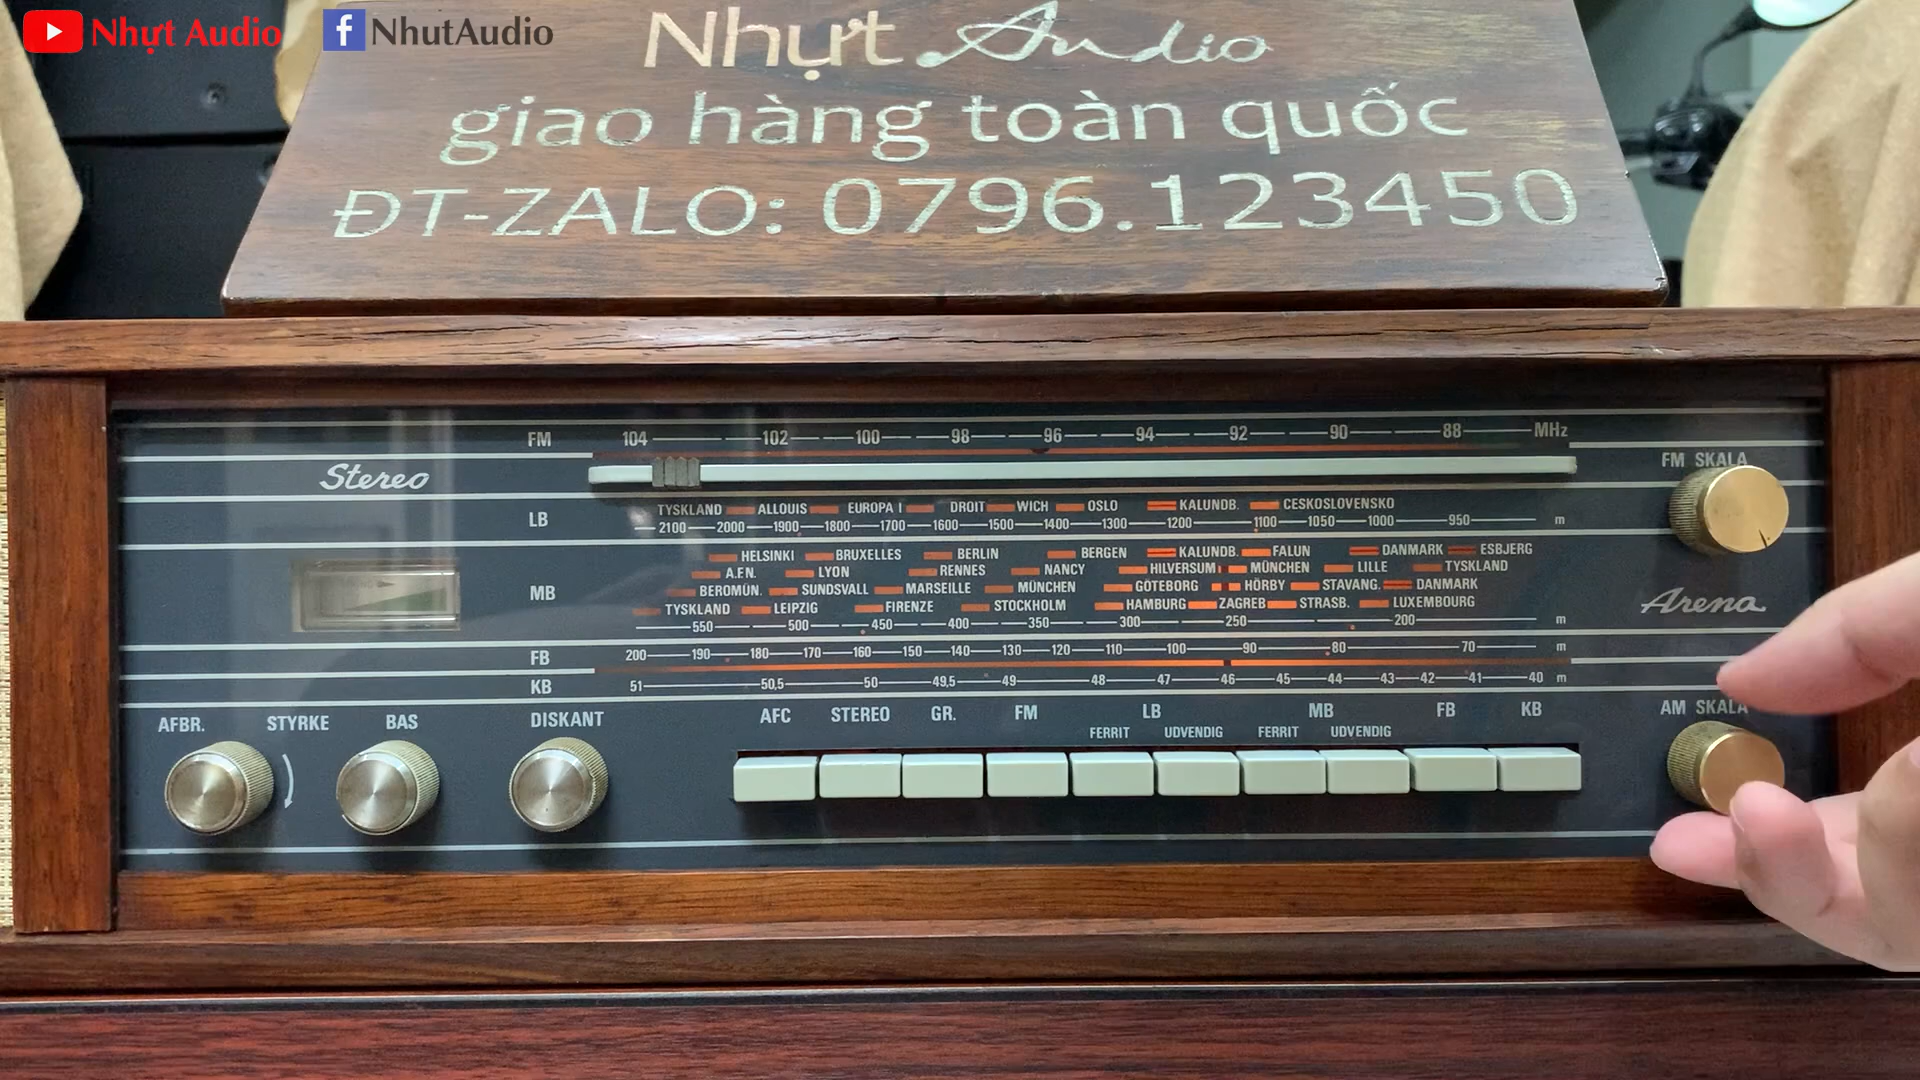 Nhựt Audio NhutAudio
Nhựt Audio
giao hàng toàn quốc
ĐT-ZALO: 0796.123450
FM 104 102 100 98 96 94 92 90 88 MHz
FM SKALA
Stereo
TYSKLAND ALLOUIS EUROPA I DROIT WICH OSLO KALUNDB. CESKOSLOVENSKO
LB 2100 2000 1900 1800 1700 1600 1500 1400 1300 1200 1100 1050 1000 950 m
HELSINKI BRUXELLES BERLIN BERGEN KALUNDB. FALUN DANMARK ESBJERG
A.F.N. LYON RENNES NANCY HILVERSUM MÜNCHEN LILLE TYSKLAND
MB BEROMÜN. SUNDSVALL MARSEILLE MÜNCHEN GÖTEBORG HÖRBY STAVANG. DANMARK
TYSKLAND LEIPZIG FIRENZE STOCKHOLM HAMBURG ZAGREB STRASB. LUXEMBOURG
Arena
550 500 450 400 350 300 250 200 m
FB 200 190 180 170 160 150 140 130 120 110 100 90 80 70 m
KB 51 50,5 50 49,5 49 48 47 46 45 44 43 42 41 40 m
AFBR. STYRKE BAS DISKANT AFC STEREO GR. FM LB MB FB KB AM SKALA
FERRIT UDVENDIG FERRIT UDVENDIG